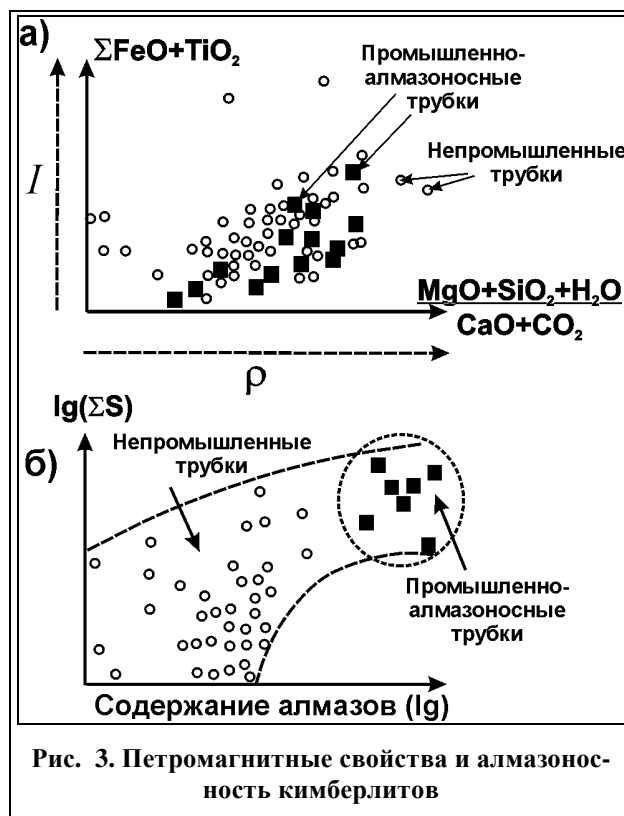 а)
ΣFeO+TiO₂
Промышленно-
алмазоносные
трубки
Непромышленные
трубки
I
MgO+SiO₂+H₂O
CaO+CO₂
ρ
lg(ΣS)
б)
Непромышленные
трубки
Промышленно-
алмазоносные
трубки
Содержание алмазов (lg)
Рис. 3. Петромагнитные свойства и алмазонос-
ность кимберлитов